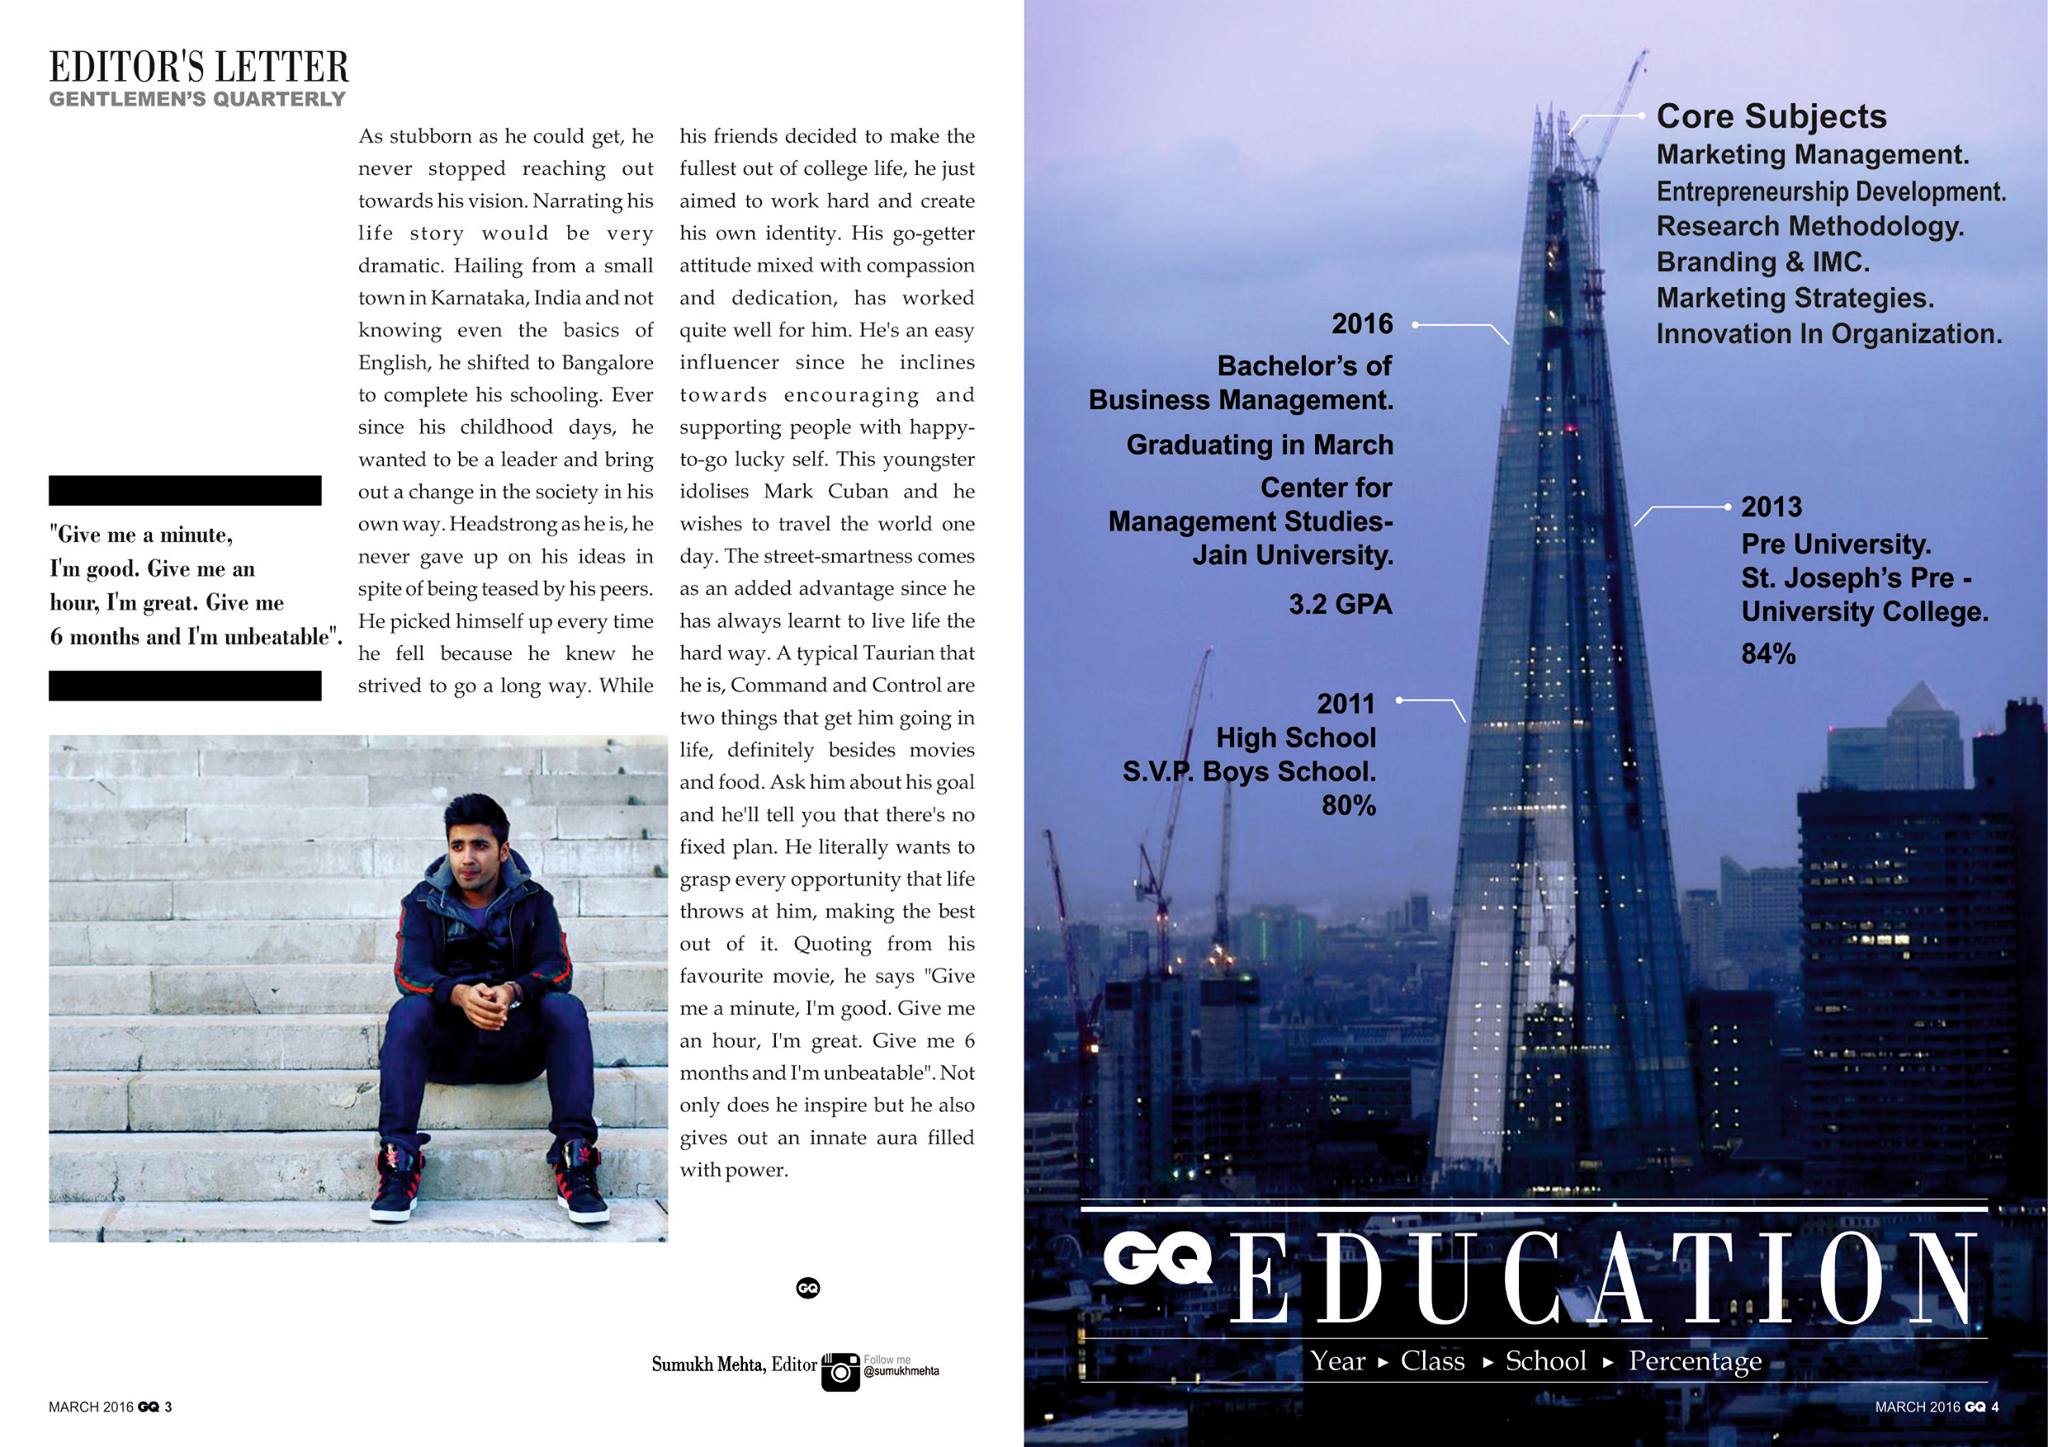 EDITOR'S LETTER
GENTLEMEN'S QUARTERLY
"Give me a minute,
I'm good. Give me an
hour, I'm great. Give me
6 months and I'm unbeatable".
As stubborn as he could get, he
never stopped reaching out
towards his vision. Narrating his
life story would be very
dramatic. Hailing from a small
town in Karnataka, India and not
knowing even the basics of
English, he shifted to Bangalore
to complete his schooling. Ever
since his childhood days, he
wanted to be a leader and bring
out a change in the society in his
own way. Headstrong as he is, he
never gave up on his ideas in
spite of being teased by his peers.
He picked himself up every time
he fell because he knew he
strived to go a long way. While
his friends decided to make the
fullest out of college life, he just
aimed to work hard and create
his own identity. His go-getter
attitude mixed with compassion
and dedication, has worked
quite well for him. He's an easy
influencer since he inclines
towards encouraging and
supporting people with happy-
to-go lucky self. This youngster
idolises Mark Cuban and he
wishes to travel the world one
day. The street-smartness comes
as an added advantage since he
has always learnt to live life the
hard way. A typical Taurian that
he is, Command and Control are
two things that get him going in
life, definitely besides movies
and food. Ask him about his goal
and he'll tell you that there's no
fixed plan. He literally wants to
grasp every opportunity that life
throws at him, making the best
out of it. Quoting from his
favourite movie, he says "Give
me a minute, I'm good. Give me
an hour, I'm great. Give me 6
months and I'm unbeatable". Not
only does he inspire but he also
gives out an innate aura filled
with power.
GQ
Sumukh Mehta, Editor
Follow me
@sumukhmehta
MARCH 2016 GQ 3
Core Subjects
Marketing Management.
Entrepreneurship Development.
Research Methodology.
Branding & IMC.
Marketing Strategies.
Innovation In Organization.
2016
Bachelor's of
Business Management.
Graduating in March
Center for
Management Studies-
Jain University.
3.2 GPA
2013
Pre University.
St. Joseph's Pre -
University College.
84%
2011
High School
S.V.P. Boys School.
80%
GQ EDUCATION
Year ▸ Class ▸ School ▸ Percentage
MARCH 2016 GQ 4